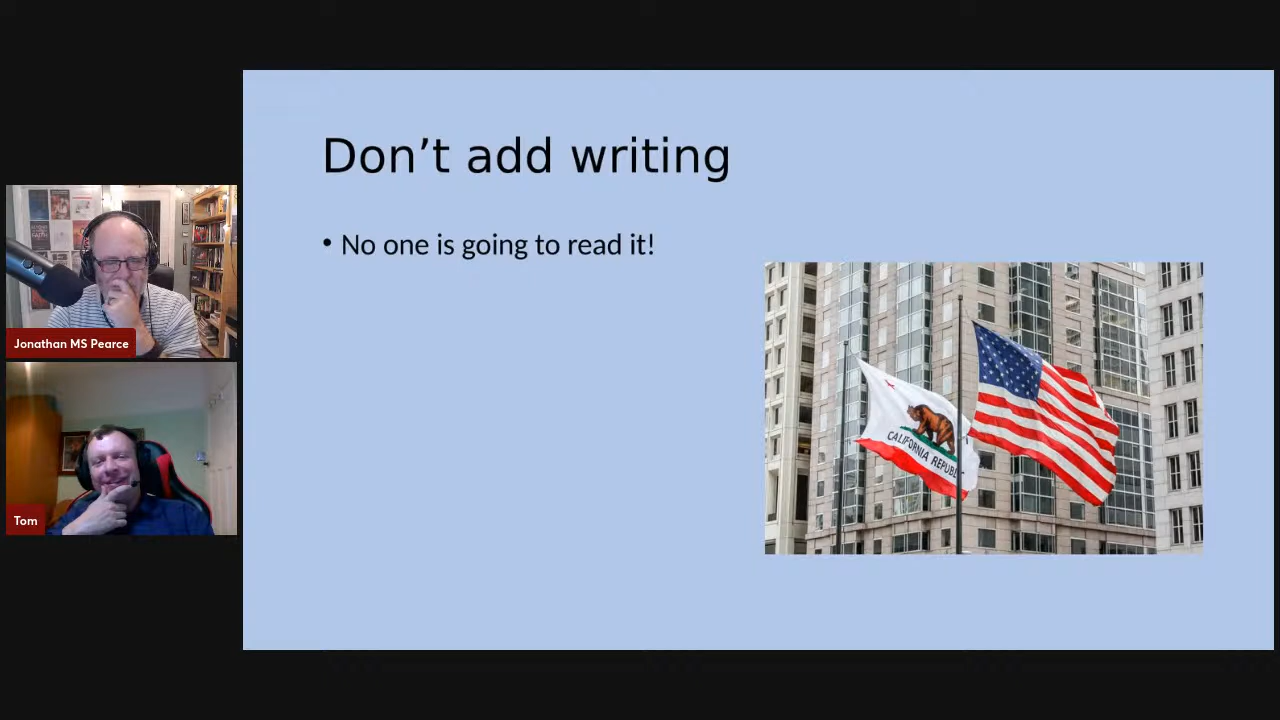 Don’t add writing
• No one is going to read it!
CALIFORNIA REPUBLIC
Jonathan MS Pearce
Tom